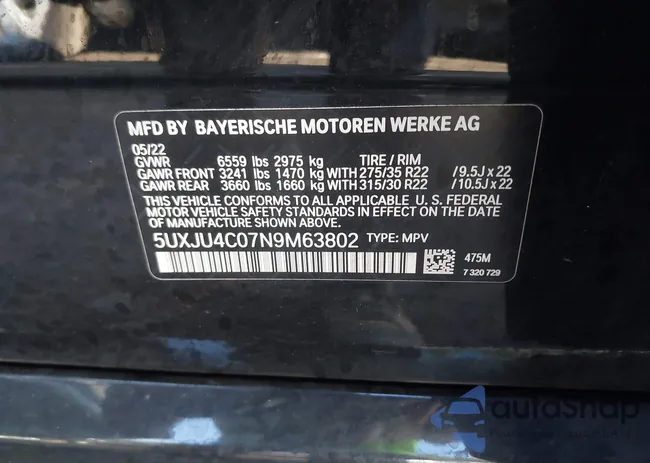 MFD BY BAYERISCHE MOTOREN WERKE AG
05/22
GVWR 6559 lbs 2975 kg TIRE / RIM
GAWR FRONT 3241 lbs 1470 kg WITH 275/35 R22 / 9.5J x 22
GAWR REAR 3660 lbs 1660 kg WITH 315/30 R22 / 10.5J x 22
THIS VEHICLE CONFORMS TO ALL APPLICABLE U. S. FEDERAL
MOTOR VEHICLE SAFETY STANDARDS IN EFFECT ON THE DATE
OF MANUFACTURE SHOWN ABOVE.
5UXJU4C07N9M63802 TYPE: MPV
475M
7 320 729
autoSnap